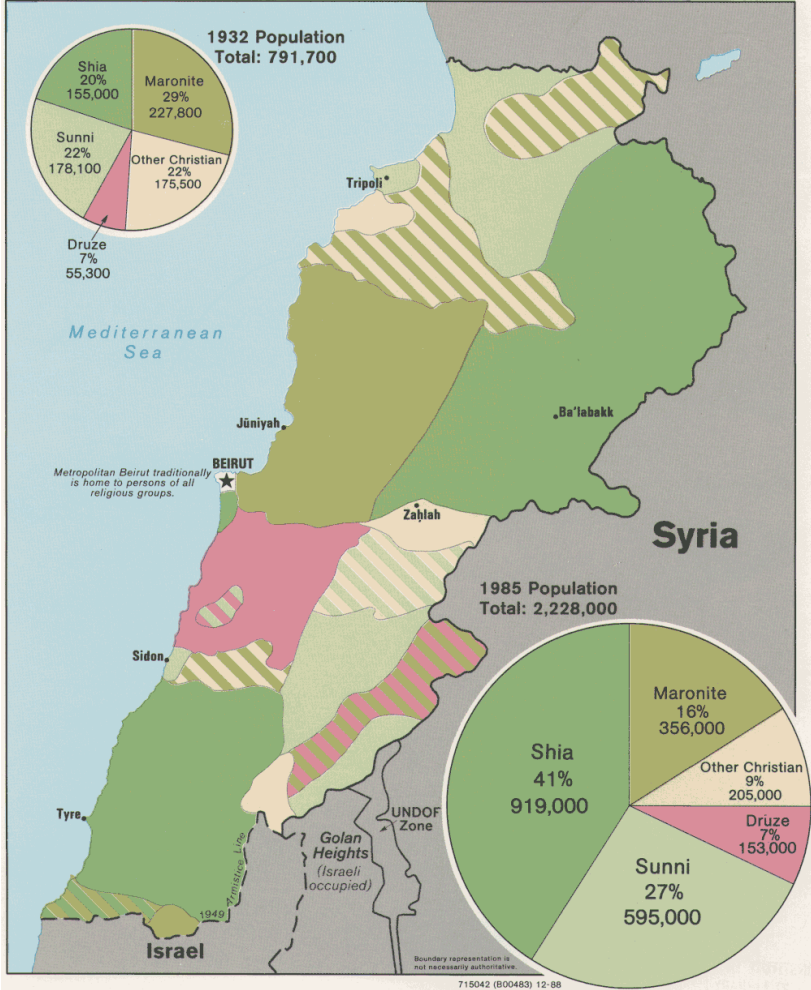 1932 Population
Total: 791,700
Shia
20%
155,000
Maronite
29%
227,800
Sunni
22%
178,100
Other Christian
22%
175,500
Druze
7%
55,300
Tripoli
Mediterranean
Sea
Ba'labakk
Jūniyah
BEIRUT
Metropolitan Beirut traditionally
is home to persons of all
religious groups.
Zaḩlah
Syria
1985 Population
Total: 2,228,000
Sidon
Maronite
16%
356,000
Shia
41%
919,000
Other Christian
9%
205,000
Druze
7%
153,000
Sunni
27%
595,000
Tyre
UNDOF
Zone
Golan
Heights
(Israeli
occupied)
1949 Armistice Line
Israel
Boundary representation is
not necessarily authoritative.
715042 (B00483) 12-88